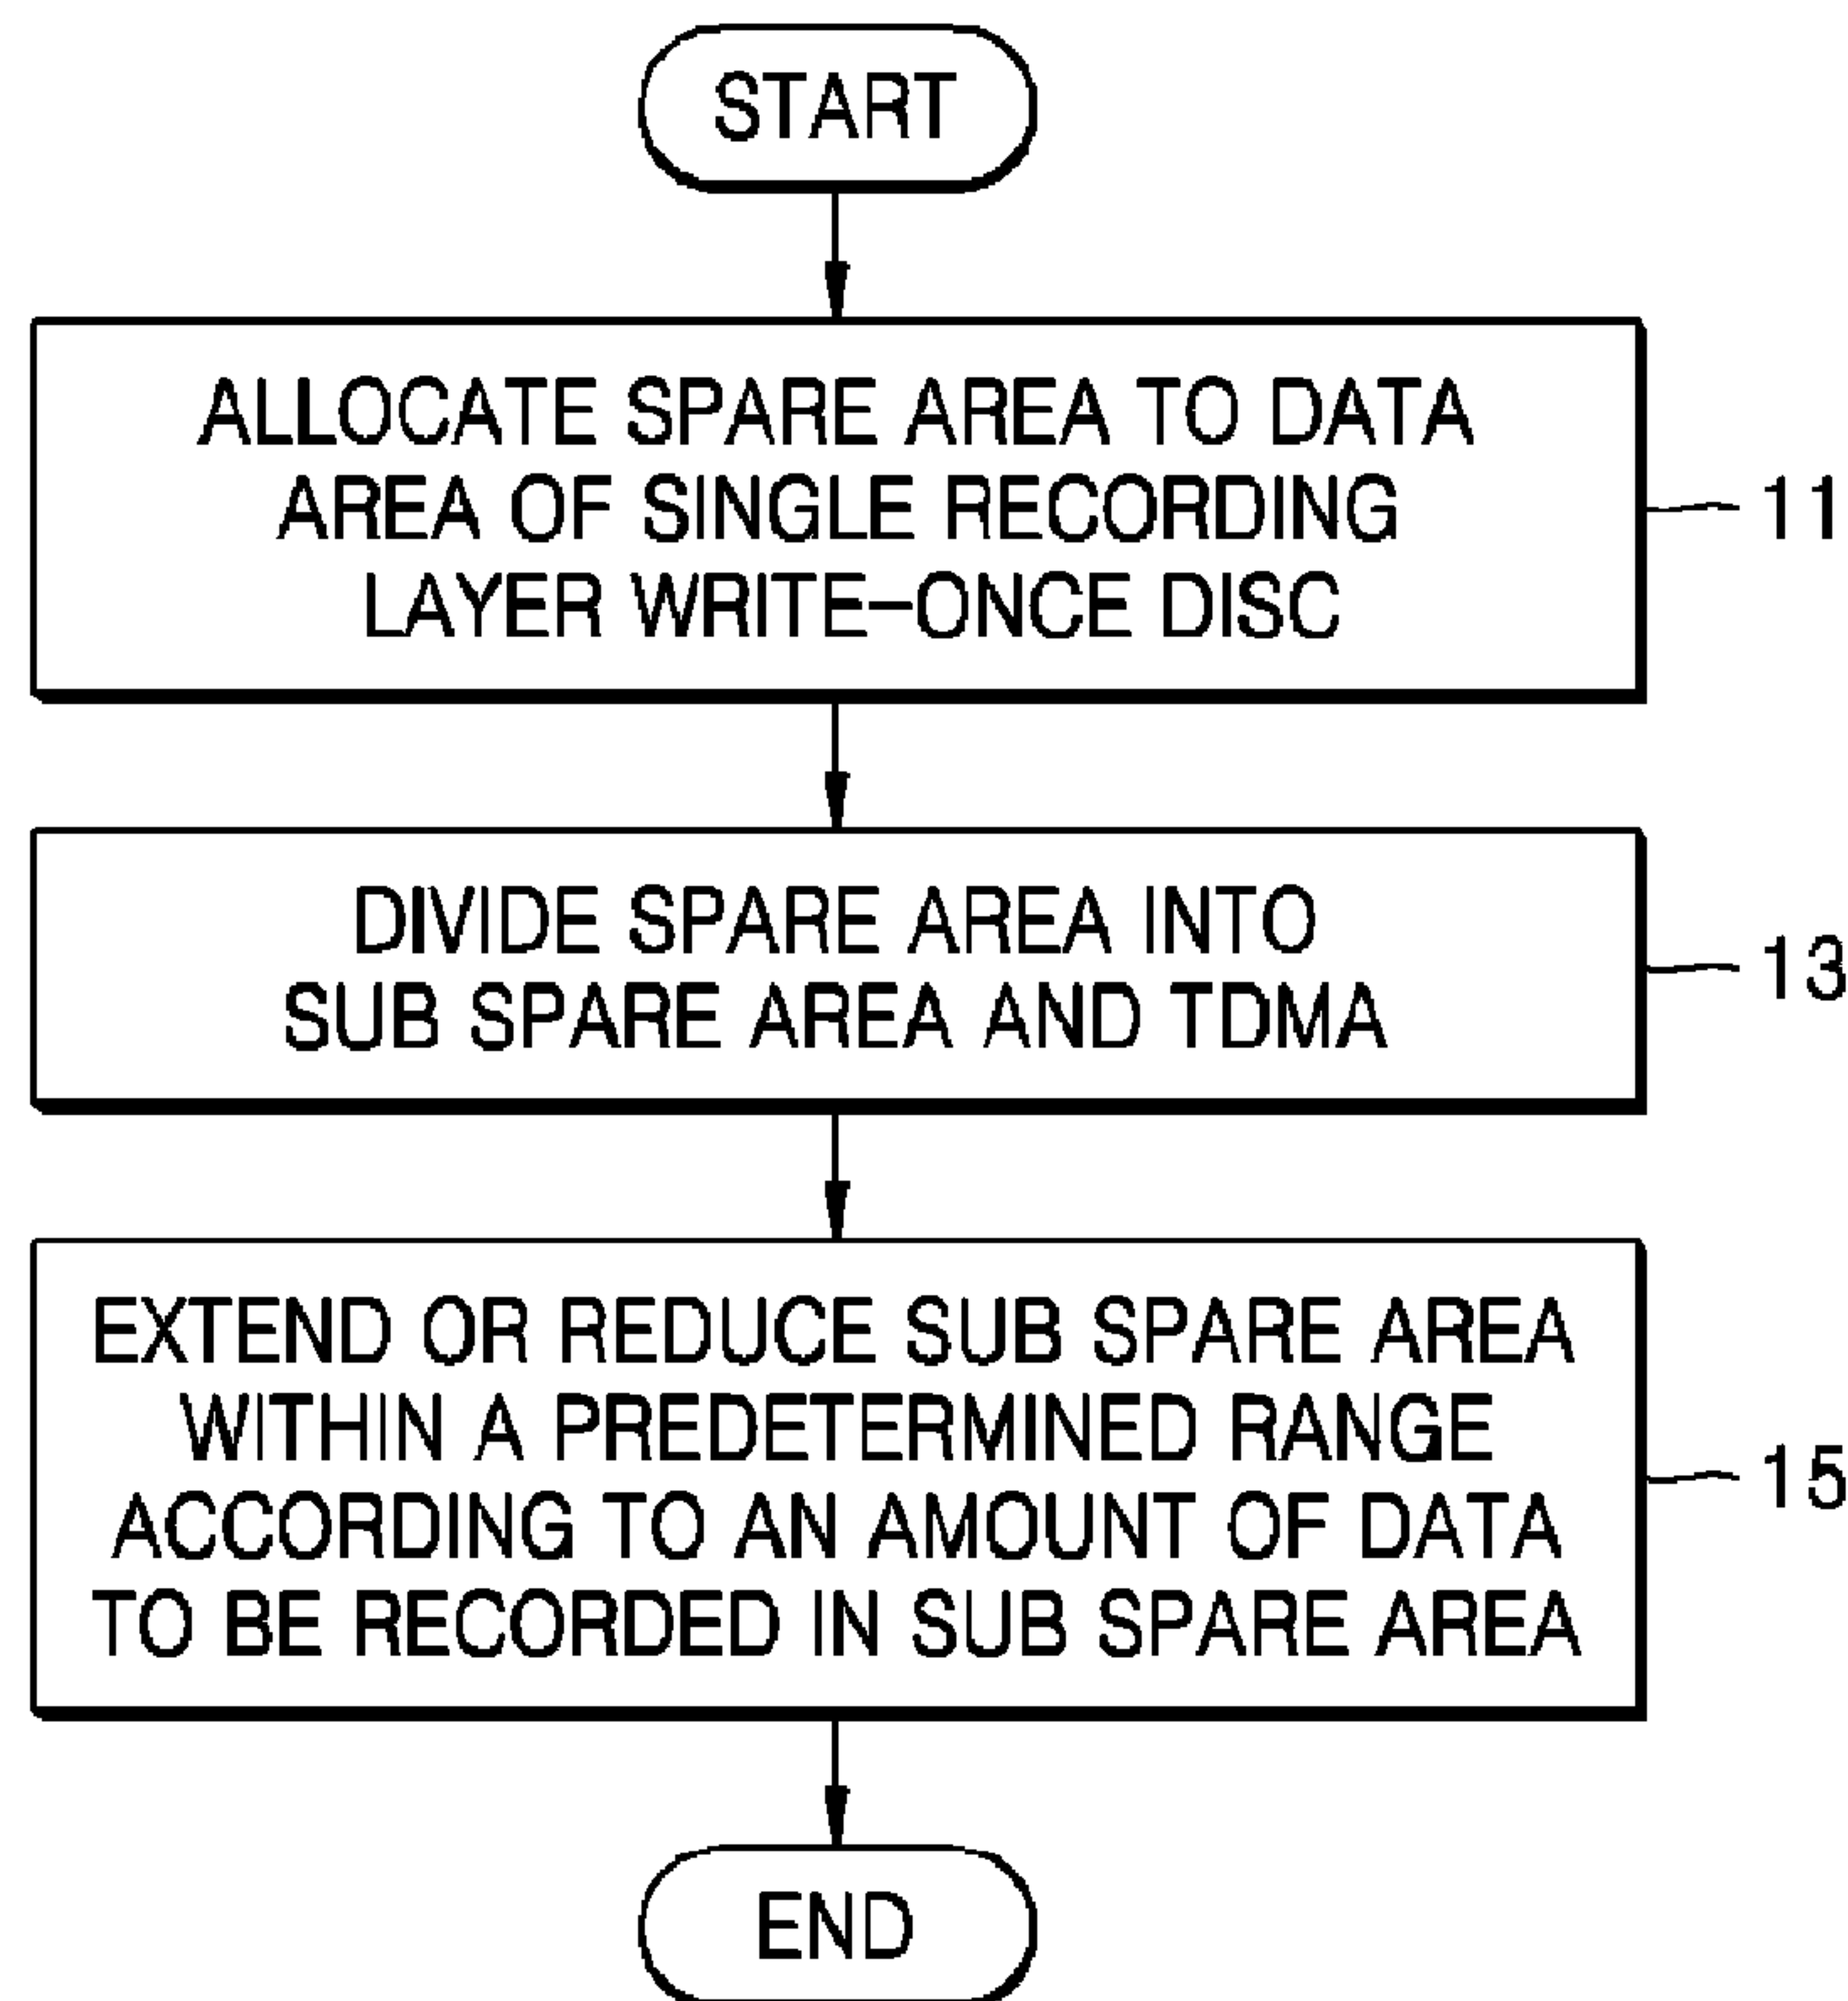 START
ALLOCATE SPARE AREA TO DATA
AREA OF SINGLE RECORDING
LAYER WRITE-ONCE DISC
11
DIVIDE SPARE AREA INTO
SUB SPARE AREA AND TDMA
13
EXTEND OR REDUCE SUB SPARE AREA
WITHIN A PREDETERMINED RANGE
ACCORDING TO AN AMOUNT OF DATA
TO BE RECORDED IN SUB SPARE AREA
15
END